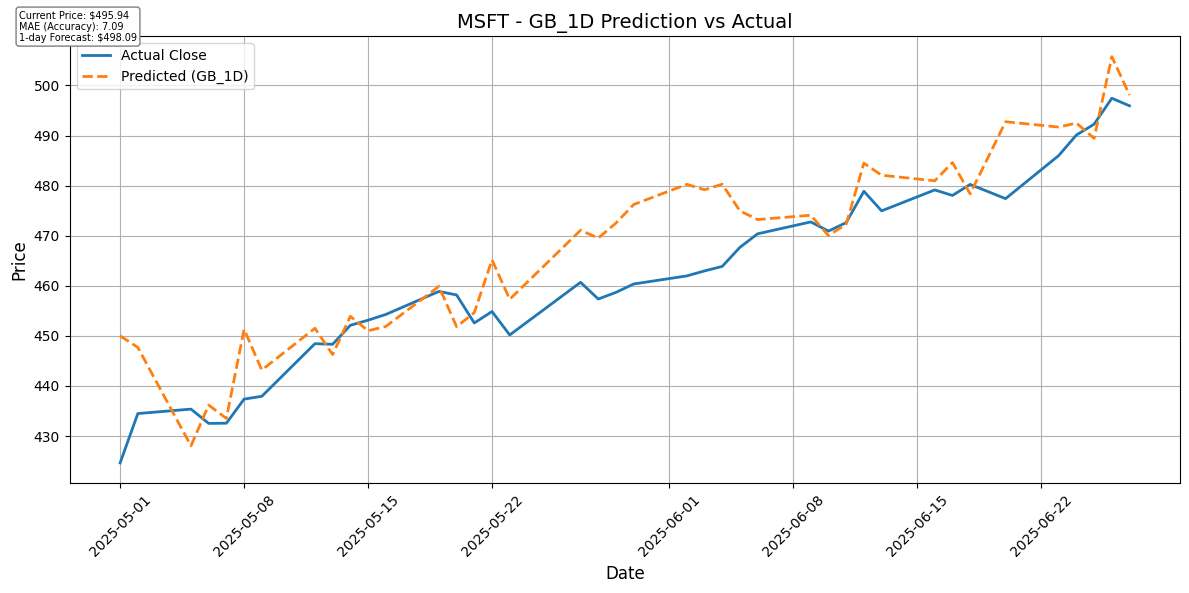 MSFT - GB_1D Prediction vs Actual
Current Price: $495.94
MAE (Accuracy): 7.09
1-day Forecast: $498.09
Actual Close
Predicted (GB_1D)
Price
500
490
480
470
460
450
440
430
2025-05-01
2025-05-08
2025-05-15
2025-05-22
2025-06-01
2025-06-08
2025-06-15
2025-06-22
Date